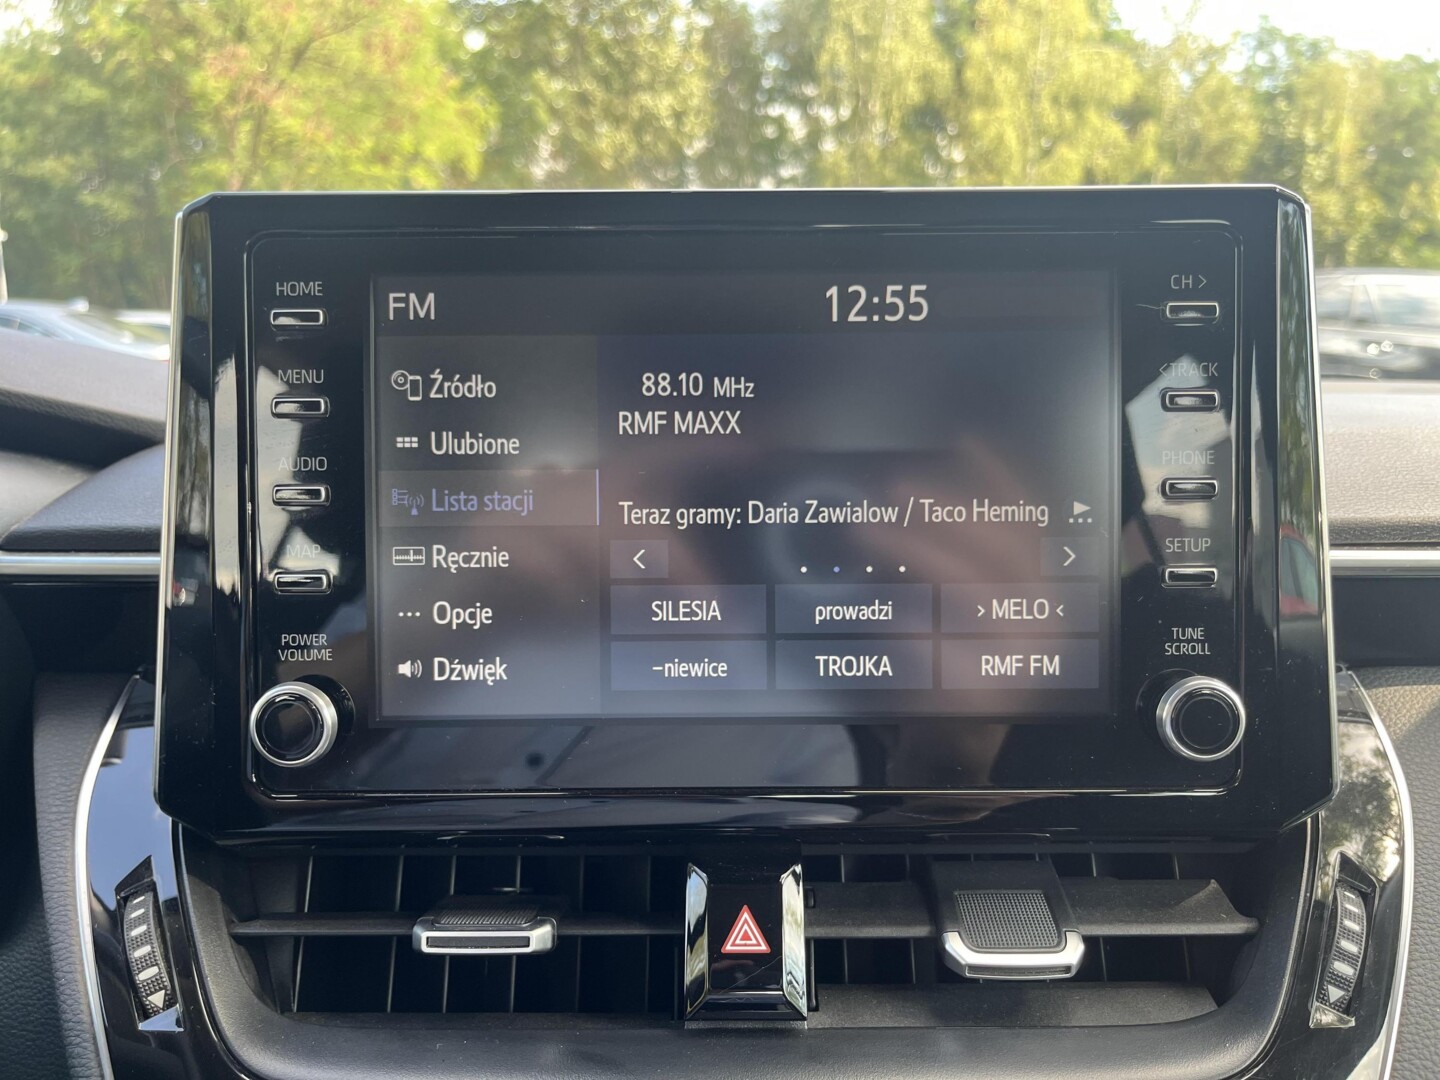 HOME
MENU
AUDIO
MAP
POWER
VOLUME
FM
12:55
Źródło
Ulubione
Lista stacji
Ręcznie
Opcje
Dźwięk
88.10 MHz
RMF MAXX
Teraz gramy: Daria Zawialow / Taco Heming
SILESIA
prowadzi
> MELO <
-niewice
TROJKA
RMF FM
CH >
<TRACK
PHONE
SETUP
TUNE
SCROLL